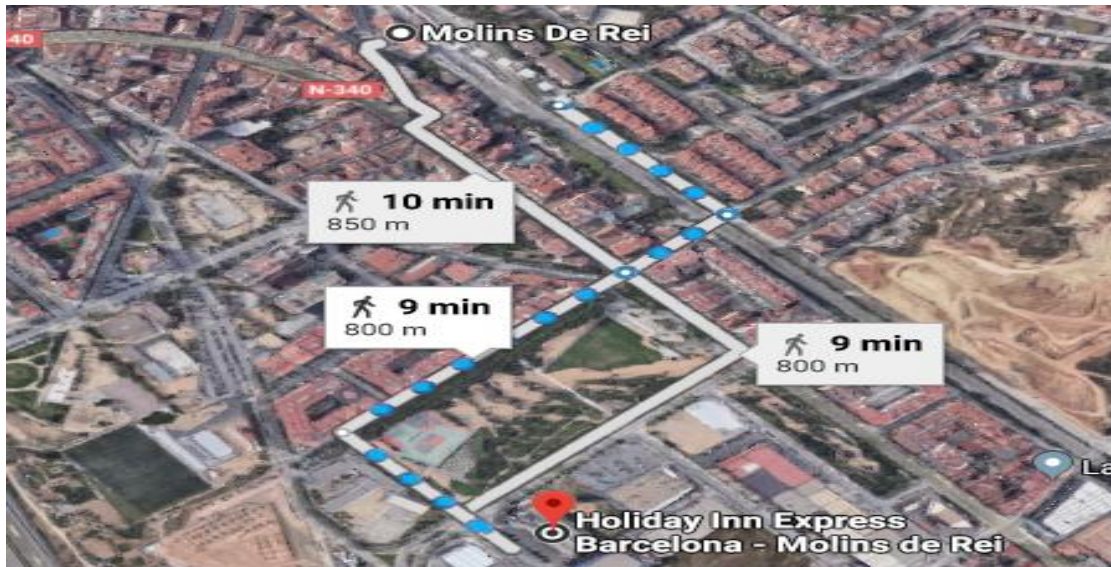 Molins De Rei
-40
N-340
10 min
850 m
9 min
800 m
9 min
800 m
La
Holiday Inn Express
Barcelona - Molins de Rei